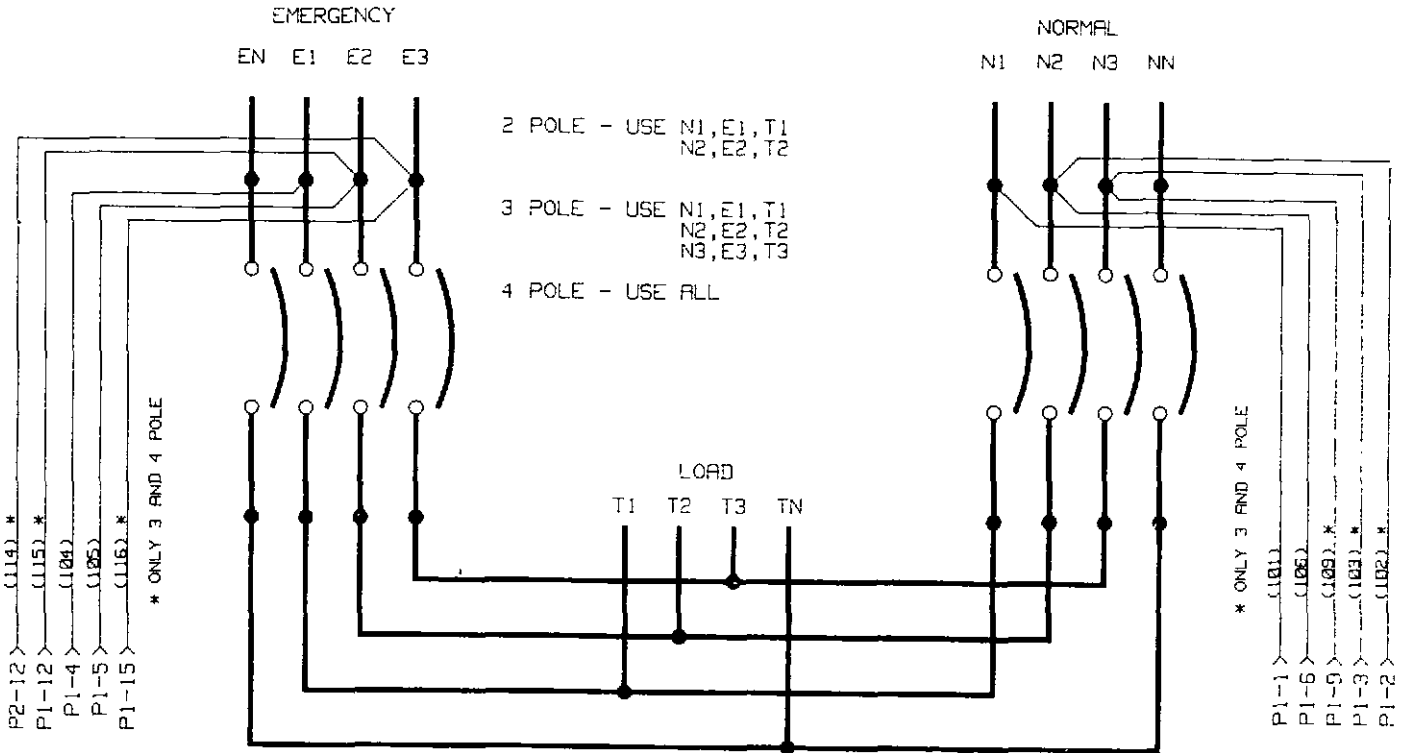 EMERGENCY
EN E1 E2 E3
NORMAL
N1 N2 N3 NN
2 POLE - USE N1,E1,T1
N2,E2,T2
3 POLE - USE N1,E1,T1
N2,E2,T2
N3,E3,T3
4 POLE - USE ALL
LOAD
T1 T2 T3 TN
P2-12 (114) *
P1-12 (115) *
P1-4 (104)
P1-5 (105)
P1-15 (116) *
* ONLY 3 AND 4 POLE
* ONLY 3 AND 4 POLE
P1-1 (101)
P1-6 (106)
P1-9 (109) *
P1-3 (103) *
P1-2 (102) *